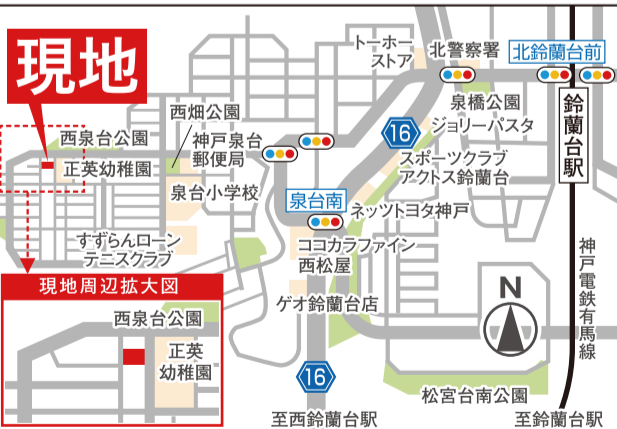 現地
トーホー
ストア
北警察署
北鈴蘭台前
西畑公園
泉橋公園
鈴蘭台駅
西泉台公園
神戸泉台
郵便局
16
ジョリーパスタ
正英幼稚園
スポーツクラブ
アクトス鈴蘭台
泉台小学校
泉台南
ネッツトヨタ神戸
すずらんローン
テニスクラブ
ココカラファイン
西松屋
神戸電鉄有馬線
現地周辺拡大図
ゲオ鈴蘭台店
N
西泉台公園
正英
幼稚園
16
松宮台南公園
至西鈴蘭台駅
至鈴蘭台駅